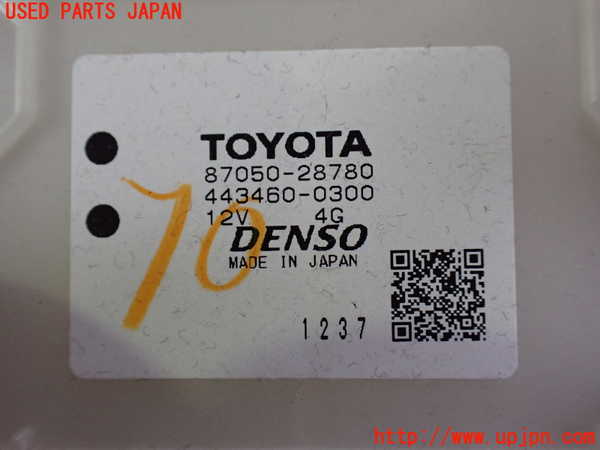 USED PARTS JAPAN
TOYOTA
87050-28780
443460-0300
12V 4G
70
DENSO
MADE IN JAPAN
1237
http://www.upjpn.com/